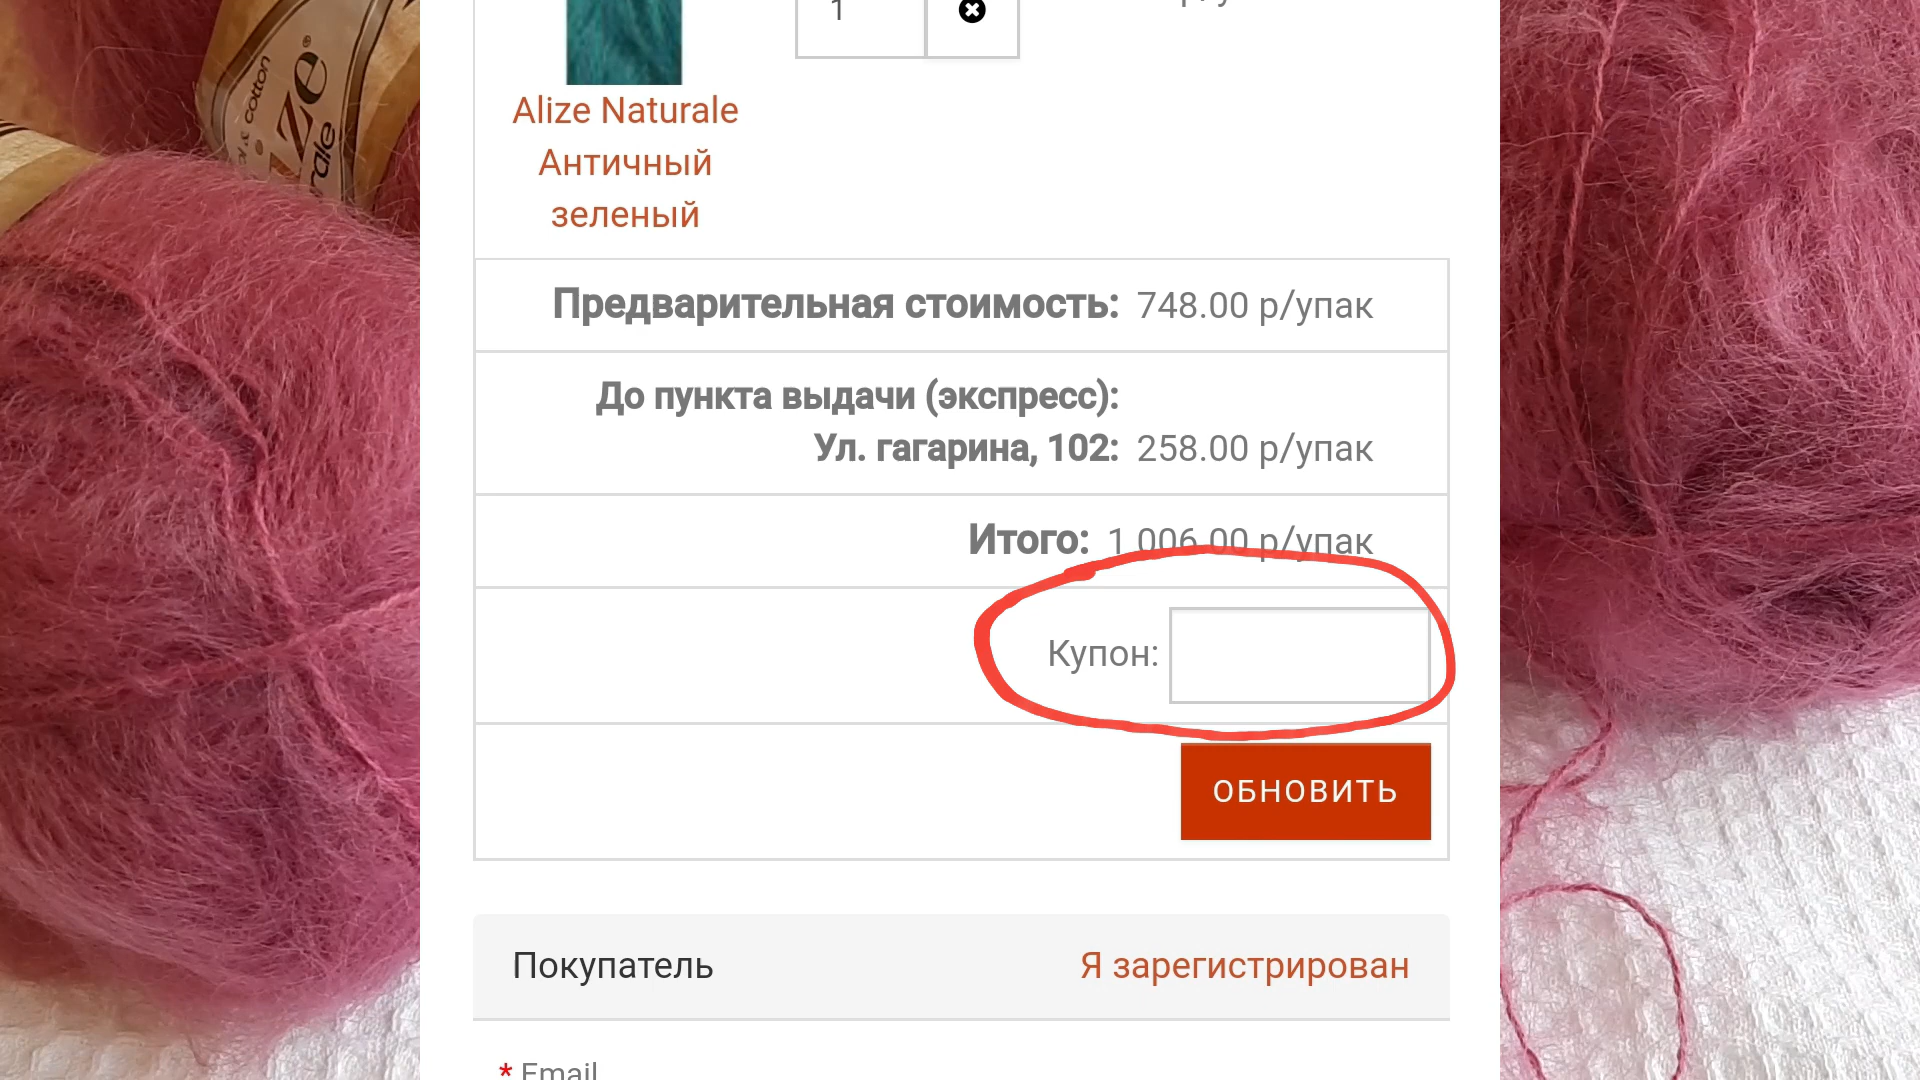 cotton
1
Alize Naturale
Античный
зеленый
Предварительная стоимость: 748.00 р/упак
До пункта выдачи (экспресс):
Ул. гагарина, 102: 258.00 р/упак
Итого: 1 006.00 р/упак
Купон:
ОБНОВИТЬ
Покупатель Я зарегистрирован
* Email